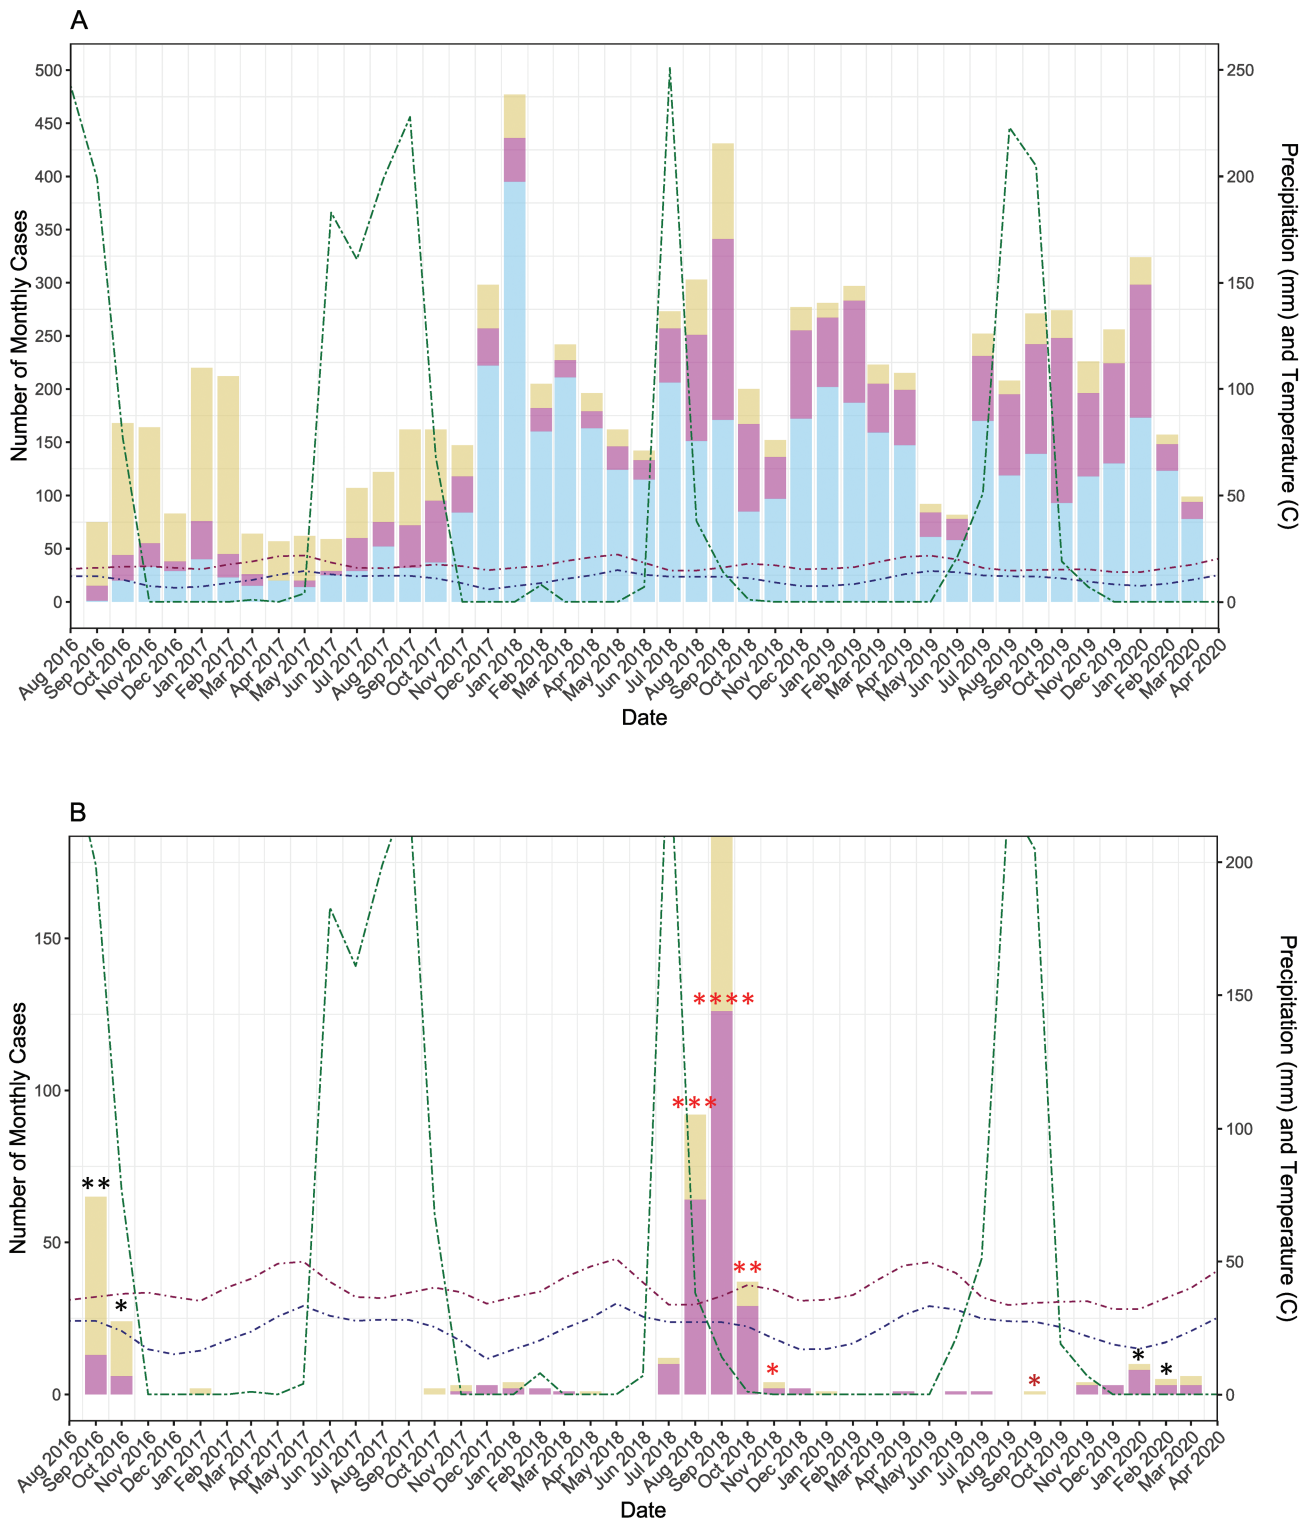 A
500
450
400
350
300
250
200
150
100
50
0
Number of Monthly Cases
250
200
150
100
50
0
Precipitation (mm) and Temperature (C)
Aug 2016
Sep 2016
Oct 2016
Nov 2016
Dec 2016
Jan 2017
Feb 2017
Mar 2017
Apr 2017
May 2017
Jun 2017
Jul 2017
Aug 2017
Sep 2017
Oct 2017
Nov 2017
Dec 2017
Jan 2018
Feb 2018
Mar 2018
Apr 2018
May 2018
Jun 2018
Jul 2018
Aug 2018
Sep 2018
Oct 2018
Nov 2018
Dec 2018
Jan 2019
Feb 2019
Mar 2019
Apr 2019
May 2019
Jun 2019
Jul 2019
Aug 2019
Sep 2019
Oct 2019
Nov 2019
Dec 2019
Jan 2020
Feb 2020
Mar 2020
Apr 2020
Date
B
150
100
50
0
Number of Monthly Cases
200
150
100
50
0
Precipitation (mm) and Temperature (C)
**
*
***
****
**
*
*
*
*
Aug 2016
Sep 2016
Oct 2016
Nov 2016
Dec 2016
Jan 2017
Feb 2017
Mar 2017
Apr 2017
May 2017
Jun 2017
Jul 2017
Aug 2017
Sep 2017
Oct 2017
Nov 2017
Dec 2017
Jan 2018
Feb 2018
Mar 2018
Apr 2018
May 2018
Jun 2018
Jul 2018
Aug 2018
Sep 2018
Oct 2018
Nov 2018
Dec 2018
Jan 2019
Feb 2019
Mar 2019
Apr 2019
May 2019
Jun 2019
Jul 2019
Aug 2019
Sep 2019
Oct 2019
Nov 2019
Dec 2019
Jan 2020
Feb 2020
Mar 2020
Apr 2020
Date